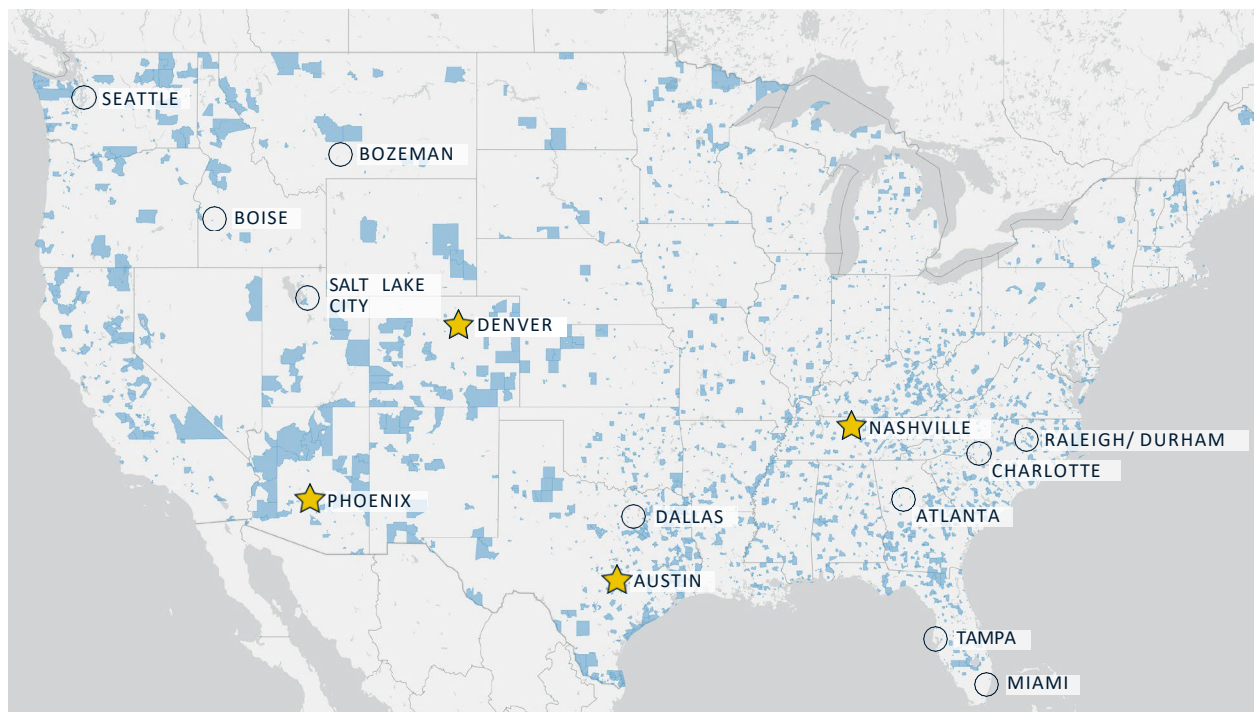 SEATTLE
BOZEMAN
BOISE
SALT LAKE
CITY
DENVER
NASHVILLE
RALEIGH/ DURHAM
CHARLOTTE
PHOENIX
DALLAS
ATLANTA
AUSTIN
TAMPA
MIAMI